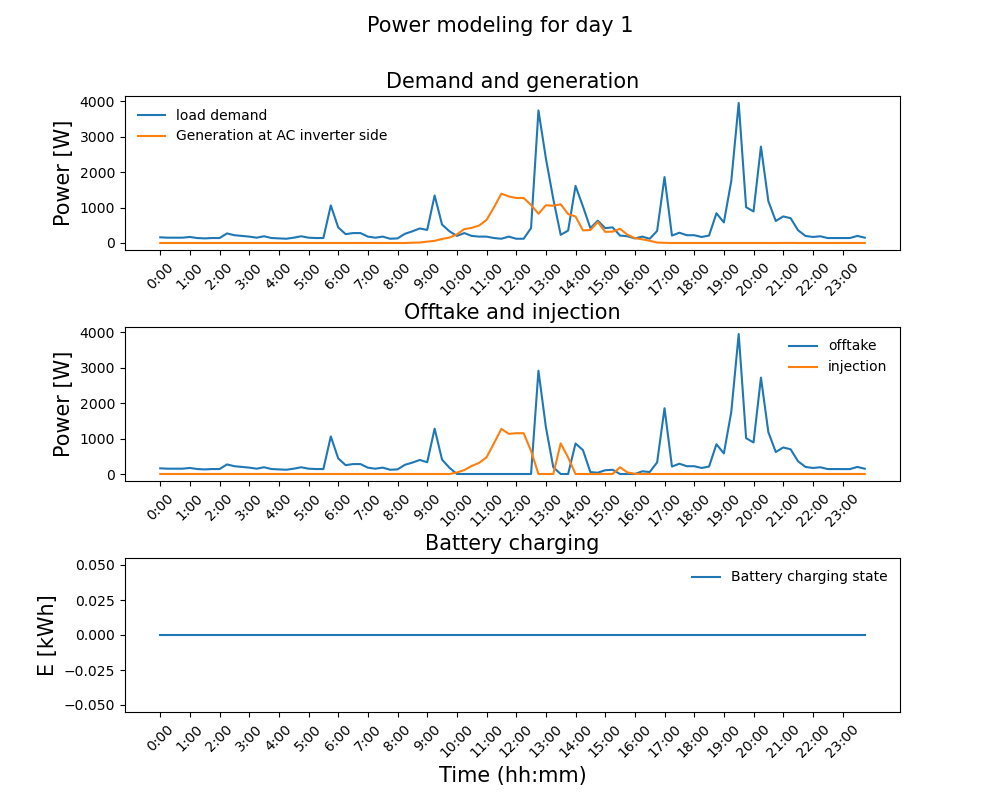 Power modeling for day 1
Demand and generation
Power [W]
4000
3000
2000
1000
0
load demand
Generation at AC inverter side
0:00 1:00 2:00 3:00 4:00 5:00 6:00 7:00 8:00 9:00 10:00 11:00 12:00 13:00 14:00 15:00 16:00 17:00 18:00 19:00 20:00 21:00 22:00 23:00
Offtake and injection
Power [W]
4000
3000
2000
1000
0
offtake
injection
0:00 1:00 2:00 3:00 4:00 5:00 6:00 7:00 8:00 9:00 10:00 11:00 12:00 13:00 14:00 15:00 16:00 17:00 18:00 19:00 20:00 21:00 22:00 23:00
Battery charging
E [kWh]
0.050
0.025
0.000
−0.025
−0.050
Battery charging state
0:00 1:00 2:00 3:00 4:00 5:00 6:00 7:00 8:00 9:00 10:00 11:00 12:00 13:00 14:00 15:00 16:00 17:00 18:00 19:00 20:00 21:00 22:00 23:00
Time (hh:mm)